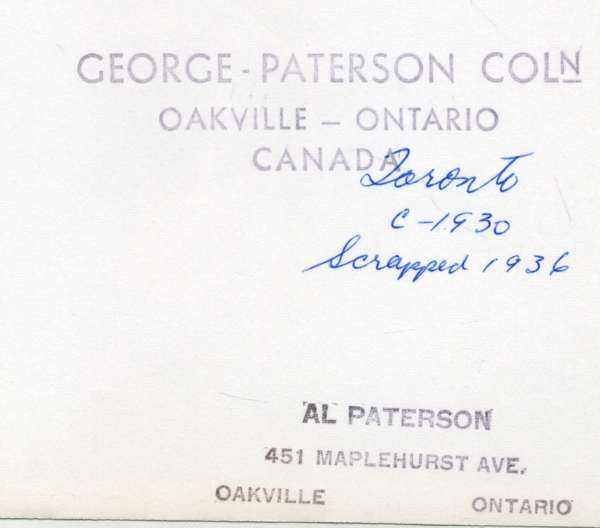 GEORGE-PATERSON COLN
OAKVILLE — ONTARIO
CANADA
Toronto
C-1930
Scrapped 1936
AL PATERSON
451 MAPLEHURST AVE.
OAKVILLE ONTARIO